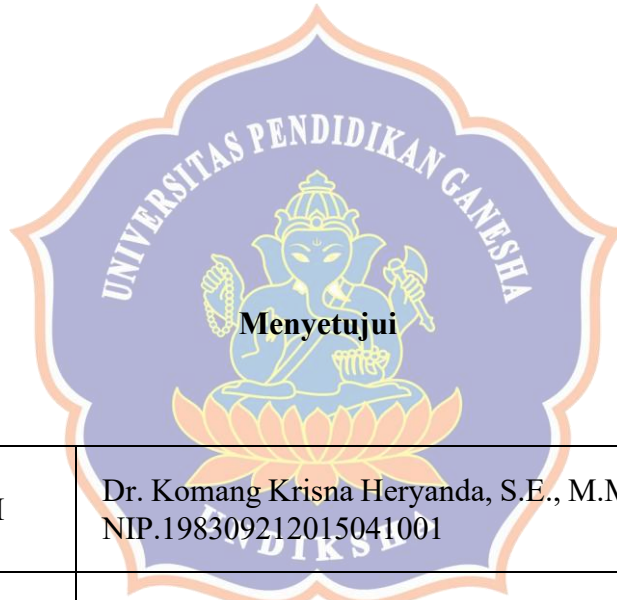 UNIVERSITAS PENDIDIKAN GANESHA
Menyetujui
Dr. Komang Krisna Heryanda, S.E., M.M
NIP.198309212015041001
UNDIKSHA